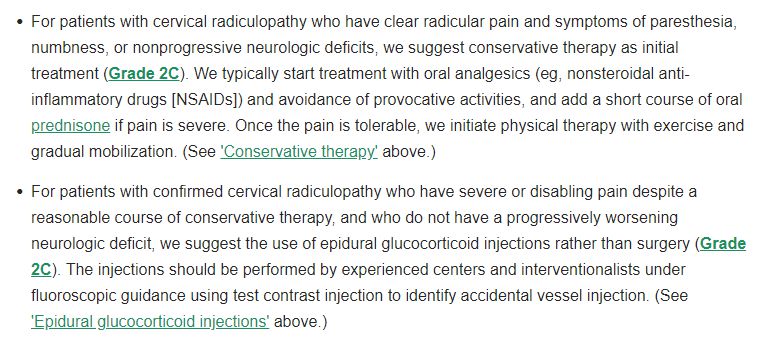 • For patients with cervical radiculopathy who have clear radicular pain and symptoms of paresthesia,
numbness, or nonprogressive neurologic deficits, we suggest conservative therapy as initial
treatment (Grade 2C). We typically start treatment with oral analgesics (eg, nonsteroidal anti-
inflammatory drugs [NSAIDs]) and avoidance of provocative activities, and add a short course of oral
prednisone if pain is severe. Once the pain is tolerable, we initiate physical therapy with exercise and
gradual mobilization. (See 'Conservative therapy' above.)
• For patients with confirmed cervical radiculopathy who have severe or disabling pain despite a
reasonable course of conservative therapy, and who do not have a progressively worsening
neurologic deficit, we suggest the use of epidural glucocorticoid injections rather than surgery (Grade
2C). The injections should be performed by experienced centers and interventionalists under
fluoroscopic guidance using test contrast injection to identify accidental vessel injection. (See
'Epidural glucocorticoid injections' above.)